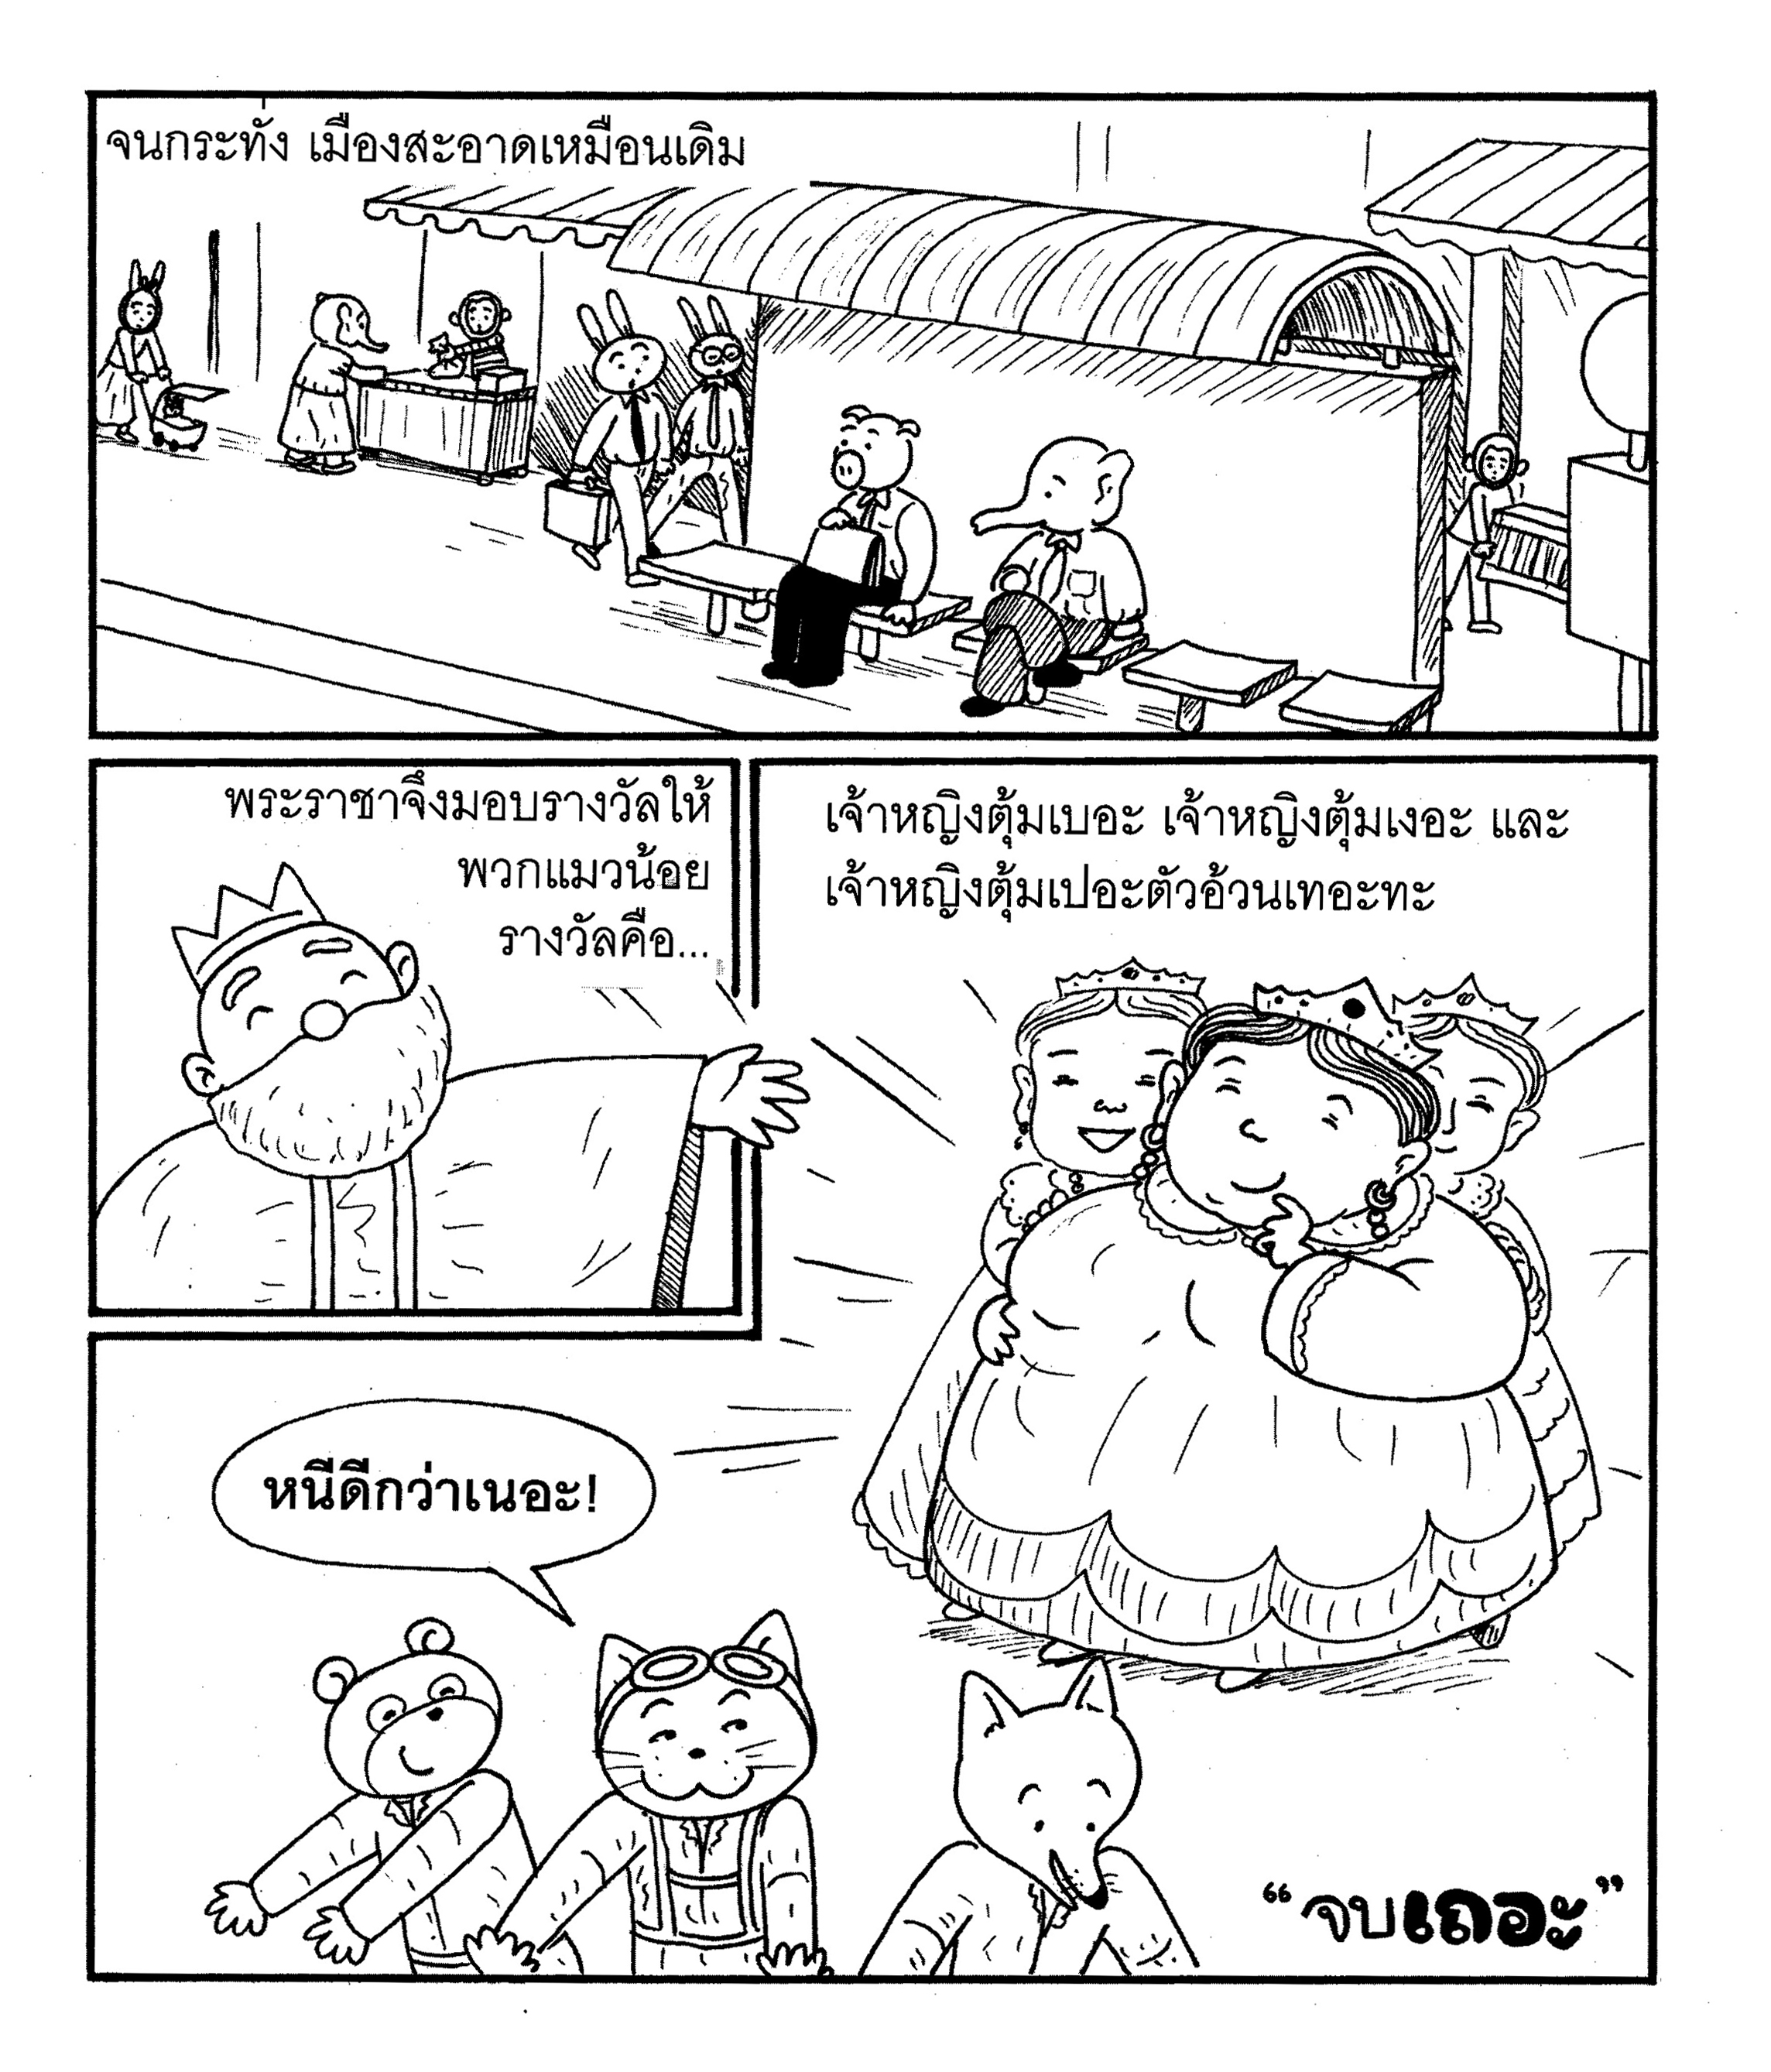 จนกระทั่ง เมืองสะอาดเหมือนเดิม
พระราชาจึงมอบรางวัลให้
พวกแมวน้อย
รางวัลคือ...
เจ้าหญิงตุ้มเบอะ เจ้าหญิงตุ้มเงอะ และ
เจ้าหญิงตุ้มเปอะตัวอ้วนเทอะทะ
หนีดีกว่าเนอะ!
“จบเถอะ”